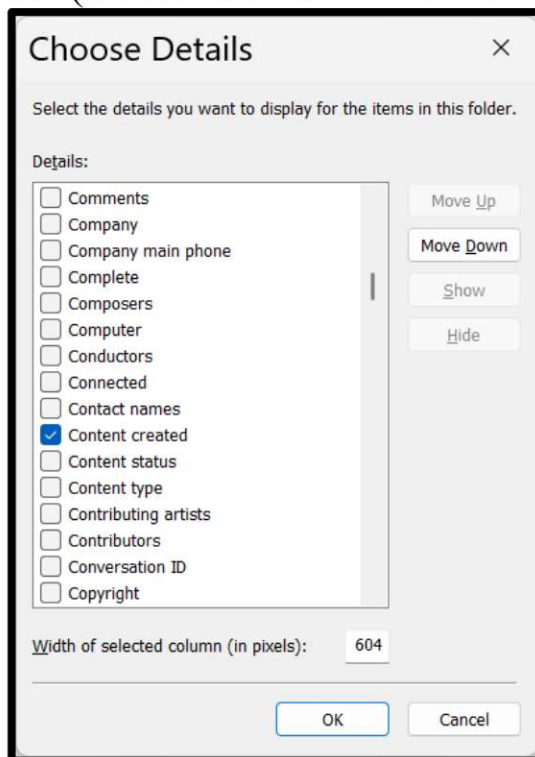 Choose Details
Select the details you want to display for the items in this folder.
Details:
Comments
Company
Company main phone
Complete
Composers
Computer
Conductors
Connected
Contact names
Content created
Content status
Content type
Contributing artists
Contributors
Conversation ID
Copyright
Move Up
Move Down
Show
Hide
Width of selected column (in pixels): 604
OK Cancel